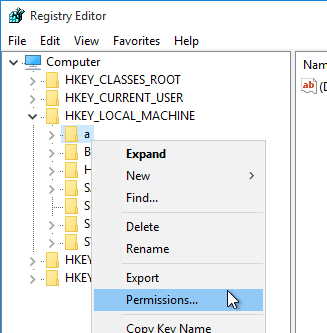 Registry Editor
File Edit View Favorites Help
Computer
HKEY_CLASSES_ROOT
HKEY_CURRENT_USER
HKEY_LOCAL_MACHINE
a
B
H
S
HKEY
HKEY
Expand
New
Find...
Delete
Rename
Export
Permissions...
Copy Key Name
ab